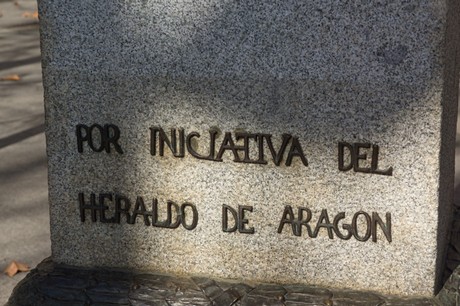 POR INICIATIVA DEL
HERALDO DE ARAGON